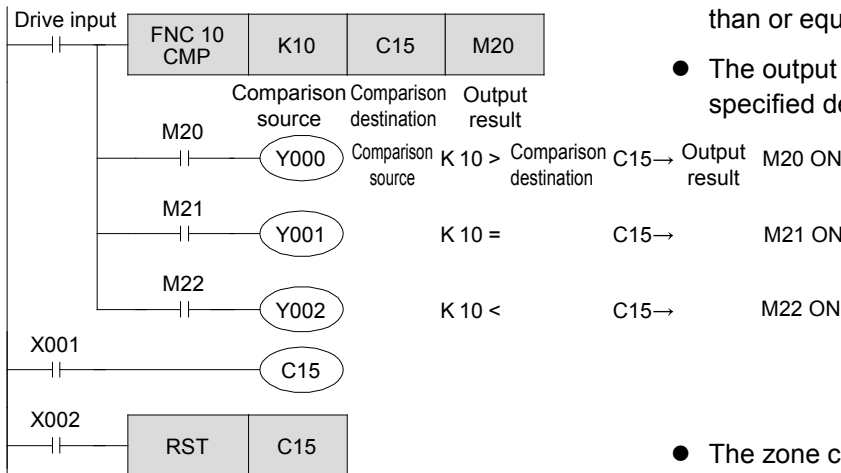 Drive input
FNC 10
CMP
K10
C15
M20
than or equ
● The output
specified de
Comparison source
Comparison destination
Output result
M20
Y000
Comparison source
K 10 >
Comparison destination
C15→
Output result
M20 ON
M21
Y001
K 10 =
C15→
M21 ON
M22
Y002
K 10 <
C15→
M22 ON
X001
C15
X002
RST
C15
● The zone c